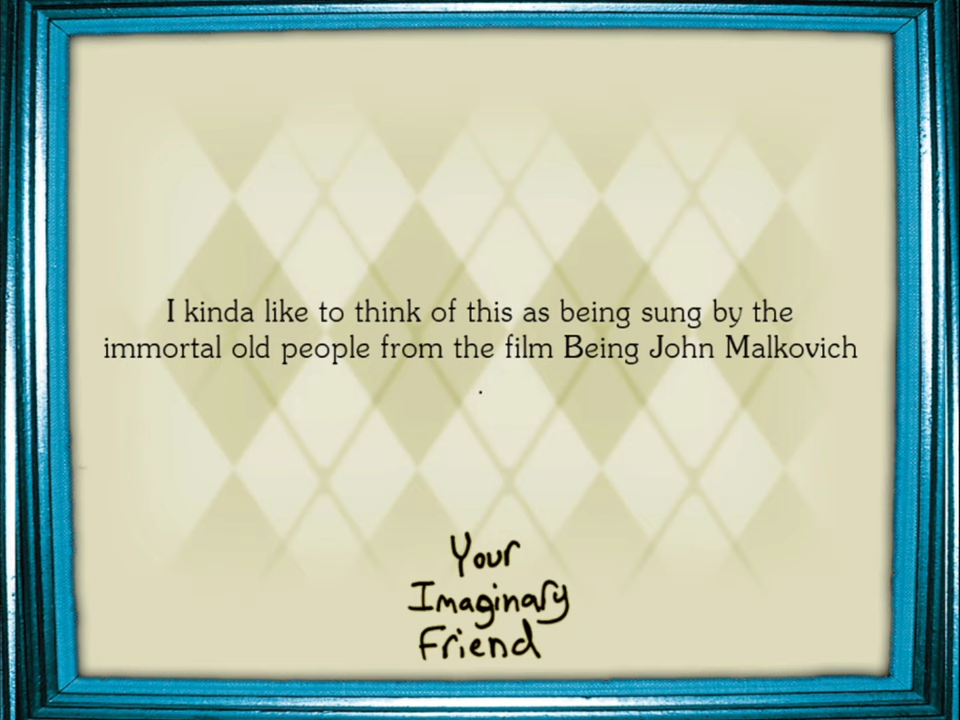 I kinda like to think of this as being sung by the
immortal old people from the film Being John Malkovich
.
Your
Imaginary
Friend